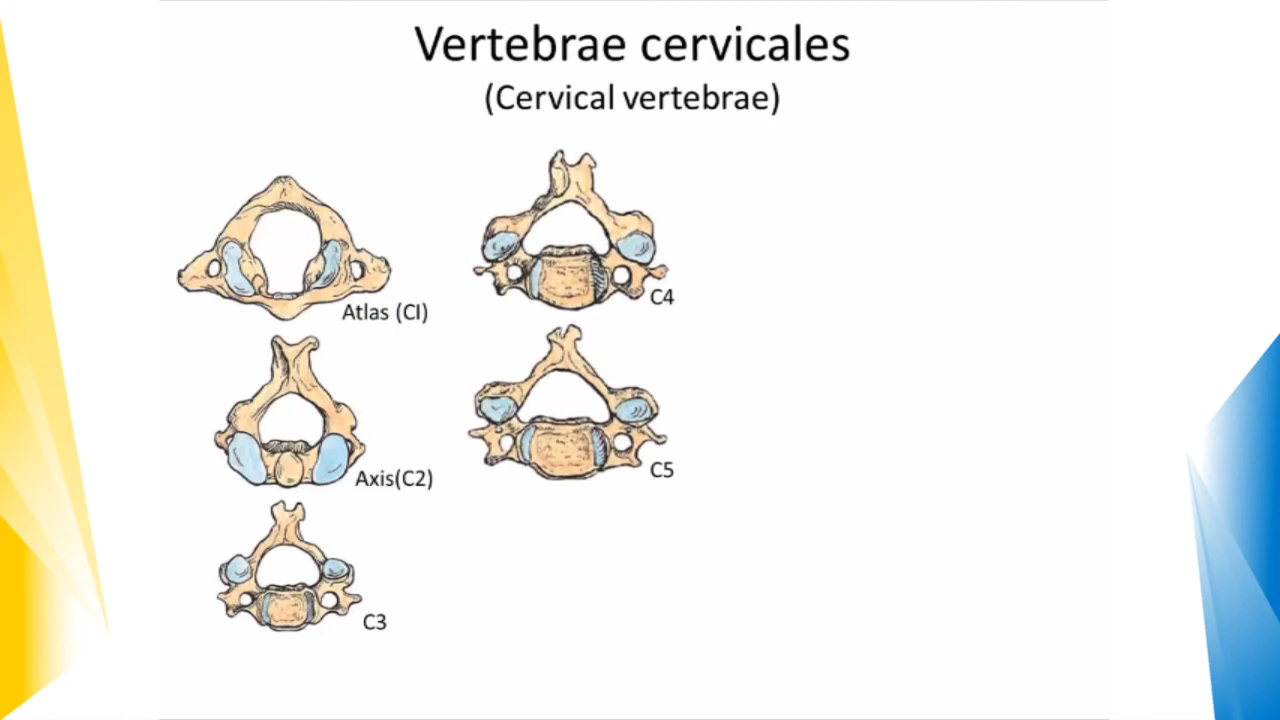 Vertebrae cervicales
(Cervical vertebrae)
Atlas (CI)
Axis(C2)
C3
C4
C5